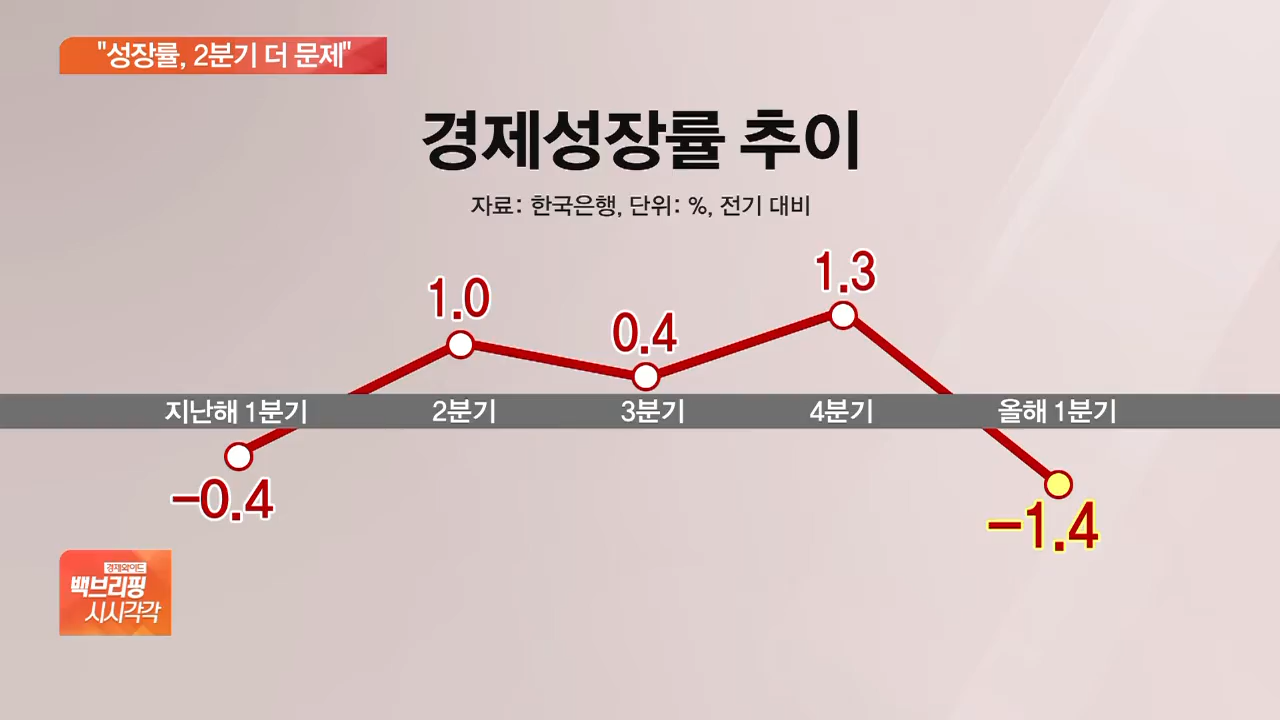 "성장률, 2분기 더 문제"
경제성장률 추이
자료: 한국은행, 단위: %, 전기 대비
1.0
0.4
1.3
지난해 1분기
2분기
3분기
4분기
올해 1분기
-0.4
-1.4
경제와이드
백브리핑
시시각각